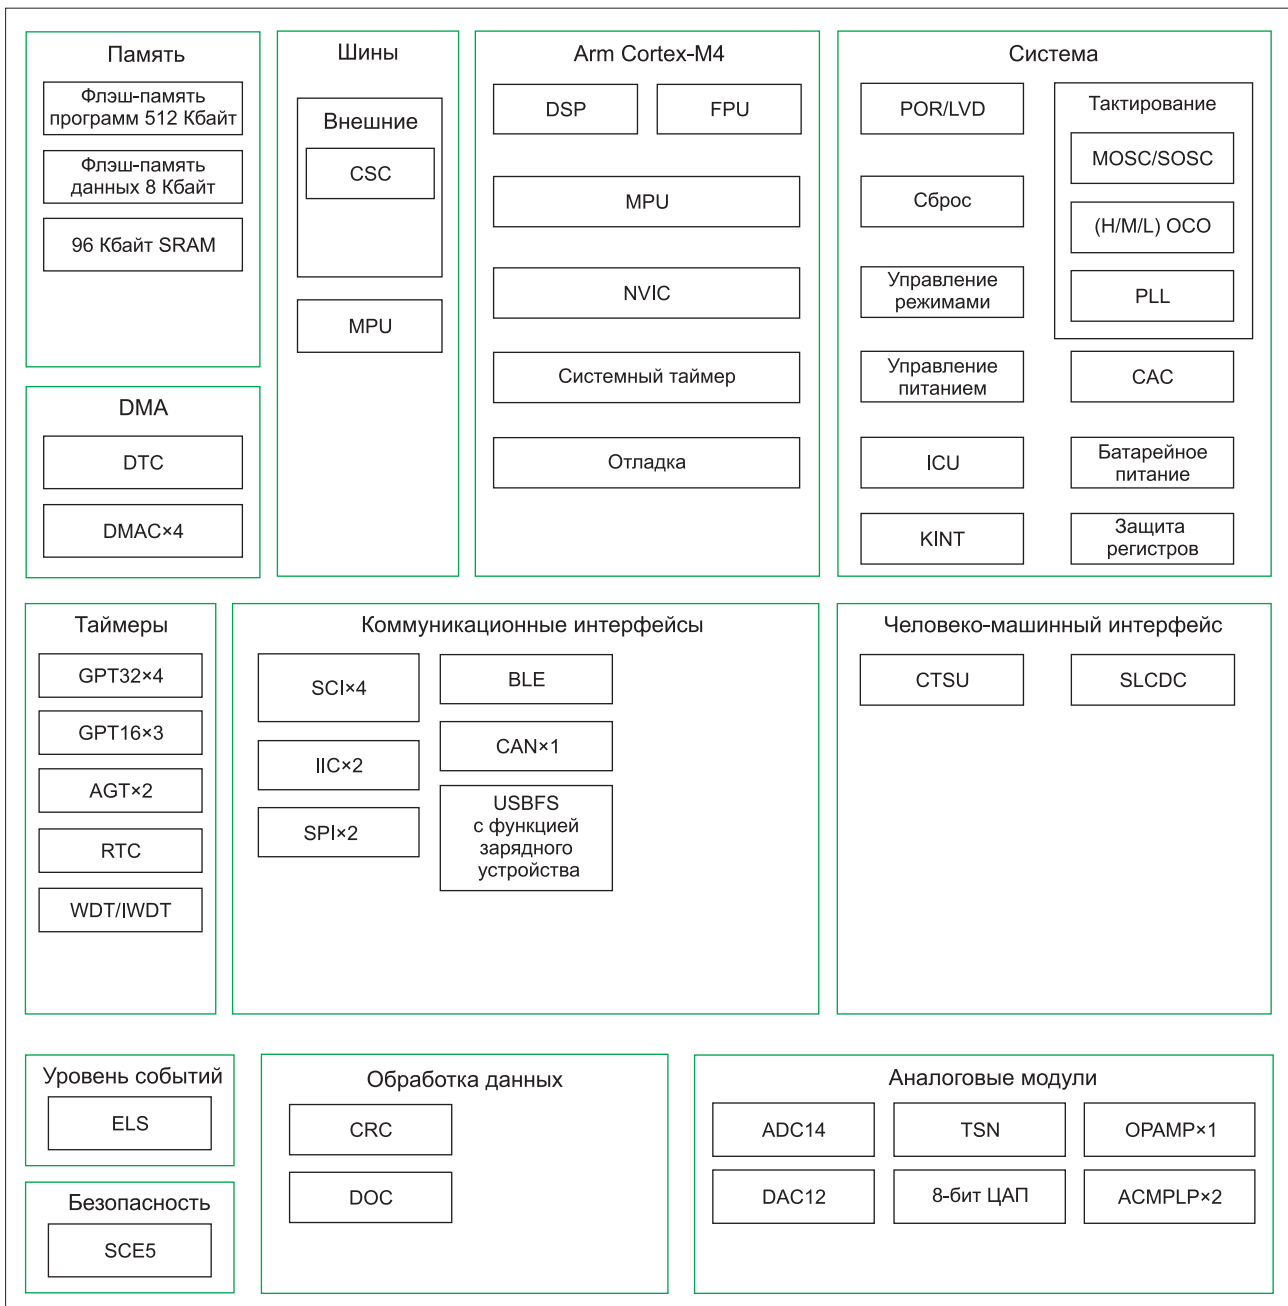 Память
Флэш-память
программ 512 Кбайт
Флэш-память
данных 8 Кбайт
96 Кбайт SRAM
DMA
DTC
DMAC×4
Шины
Внешние
CSC
MPU
Arm Cortex-M4
DSP
FPU
MPU
NVIC
Системный таймер
Отладка
Система
POR/LVD
Сброс
Управление
режимами
Управление
питанием
ICU
KINT
Тактирование
MOSC/SOSC
(H/M/L) OCO
PLL
CAC
Батарейное
питание
Защита
регистров
Таймеры
GPT32×4
GPT16×3
AGT×2
RTC
WDT/IWDT
Коммуникационные интерфейсы
SCI×4
IIC×2
SPI×2
BLE
CAN×1
USBFS
с функцией
зарядного
устройства
Человеко-машинный интерфейс
CTSU
SLCDC
Уровень событий
ELS
Безопасность
SCE5
Обработка данных
CRC
DOC
Аналоговые модули
ADC14
TSN
OPAMP×1
DAC12
8-бит ЦАП
ACMPLP×2